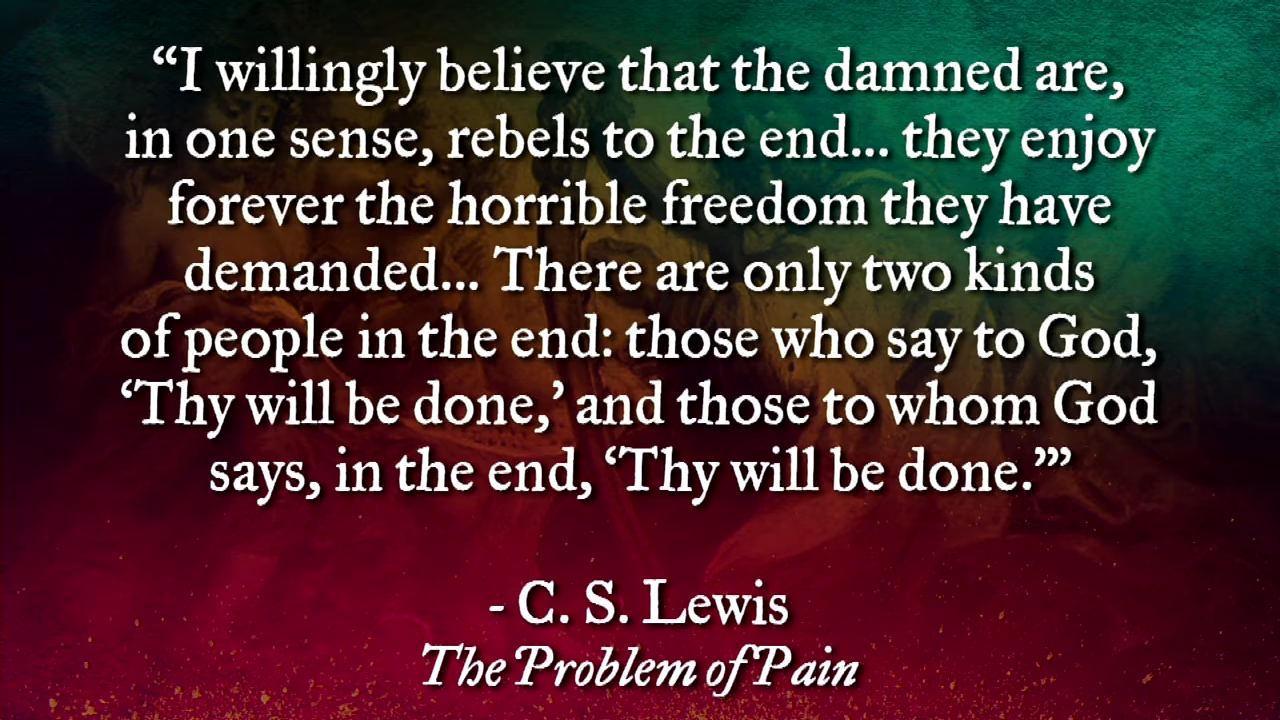 “I willingly believe that the damned are,
in one sense, rebels to the end... they enjoy
forever the horrible freedom they have
demanded... There are only two kinds
of people in the end: those who say to God,
‘Thy will be done,’ and those to whom God
says, in the end, ‘Thy will be done.’”
- C. S. Lewis
The Problem of Pain